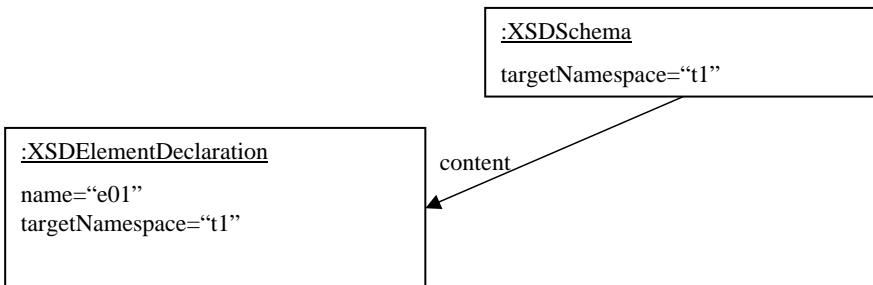 :XSDSchema
targetNamespace=“t1”
:XSDElementDeclaration
content
name=“e01”
targetNamespace=“t1”